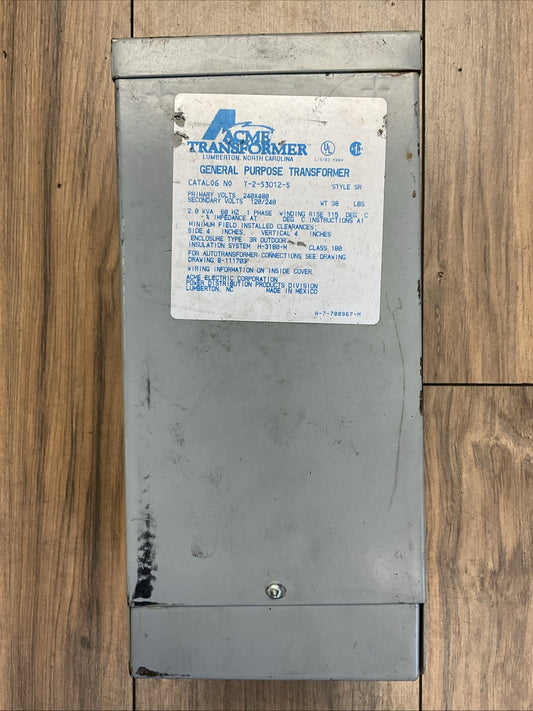 ACME
TRANSFORMER™
LUMBERTON, NORTH CAROLINA
UL
LISTED
GENERAL PURPOSE TRANSFORMER
CATALOG NO T-2-53012-S STYLE SR
PRIMARY VOLTS 240X480
SECONDARY VOLTS 120/240 WT 38 LBS
2.0 KVA 60 HZ 1 PHASE WINDING RISE 115 DEG C
-% IMPEDANCE AT DEG C INSTRUCTIONS A1
MINIMUM FIELD INSTALLED CLEARANCES:
SIDE 4 INCHES, VERTICAL 4 INCHES
ENCLOSURE TYPE 3R OUTDOOR
INSULATION SYSTEM H-3180-M CLASS 180
FOR AUTOTRANSFORMER CONNECTIONS SEE DRAWING
DRAWING B-111703P
WIRING INFORMATION ON INSIDE COVER
ACME ELECTRIC CORPORATION
POWER DISTRIBUTION PRODUCTS DIVISION
LUMBERTON, NC MADE IN MEXICO
A-7-700967-M